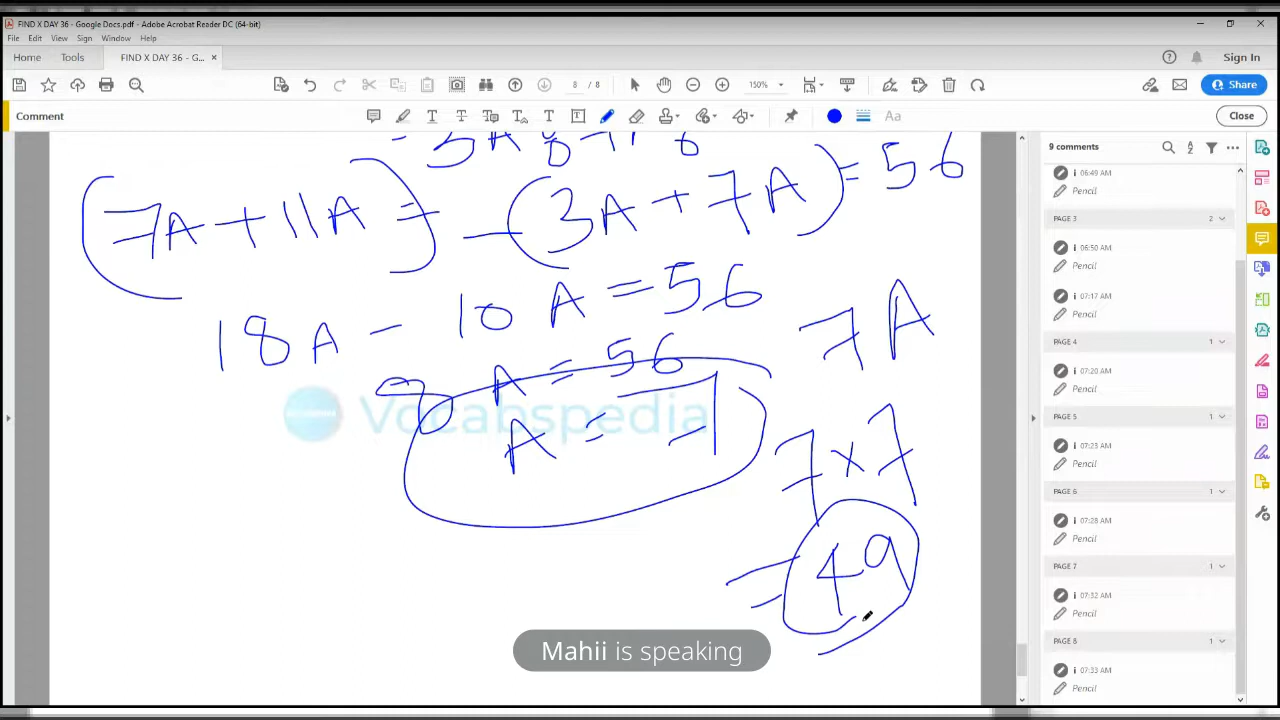 FIND X DAY 36 - Google Docs.pdf - Adobe Acrobat Reader DC (64-bit)
File Edit View Sign Window Help
Home Tools FIND X DAY 36 - G... × Sign In
8 / 8 150% Share
Comment Aa Close
(7A + 11A) = - (3A + 7A) = 56
18A - 10A = 56
8A = 56
A = 7
7A
7 x 7
= 49
Vocabspedia
Mahii is speaking
9 comments
i 06:49 AM
Pencil
PAGE 3 2
i 06:50 AM
Pencil
i 07:17 AM
Pencil
PAGE 4 1
i 07:20 AM
Pencil
PAGE 5 1
i 07:23 AM
Pencil
PAGE 6 1
i 07:28 AM
Pencil
PAGE 7 1
i 07:32 AM
Pencil
PAGE 8 1
i 07:33 AM
Pencil